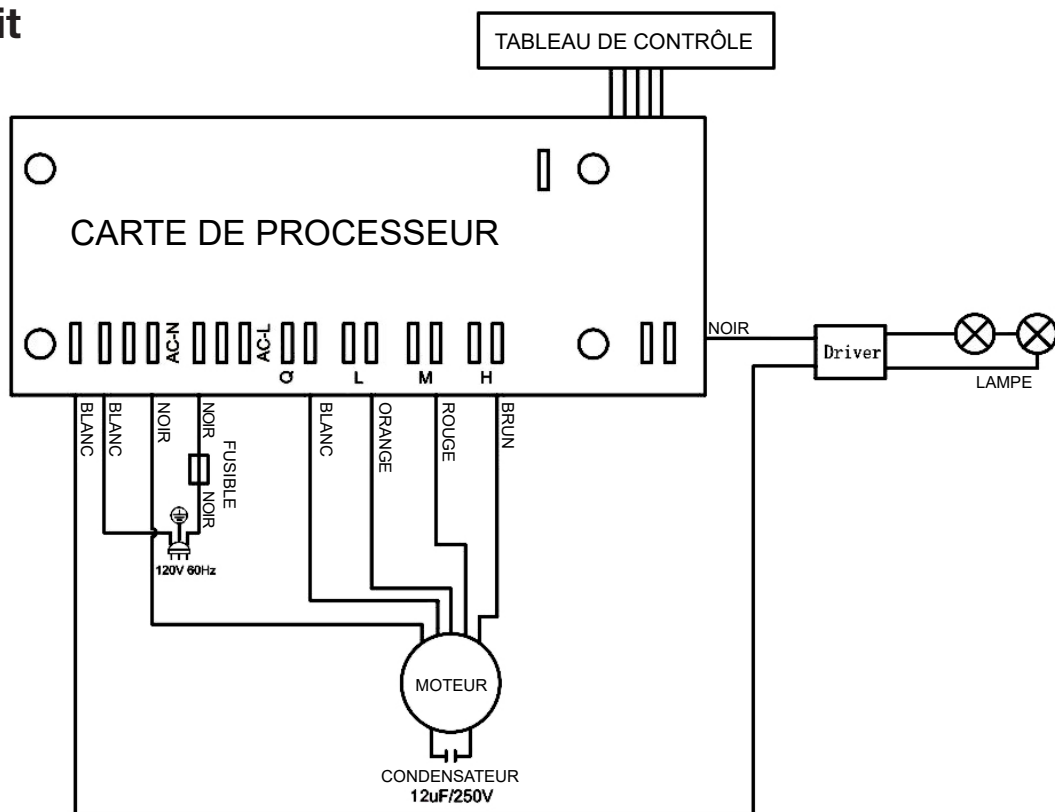 it
TABLEAU DE CONTRÔLE
CARTE DE PROCESSEUR
AC-N
AC-L
Q
L
M
H
NOIR
Driver
LAMPE
BLANC
BLANC
NOIR
NOIR
FUSIBLE
NOIR
BLANC
ORANGE
ROUGE
BRUN
120V 60Hz
MOTEUR
CONDENSATEUR
12uF/250V